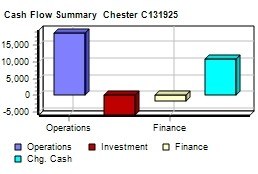 Cash Flow Summary Chester C131925
15,000
10,000
5,000
0
-5,000
Operations Finance
Operations Investment Finance
Chg. Cash